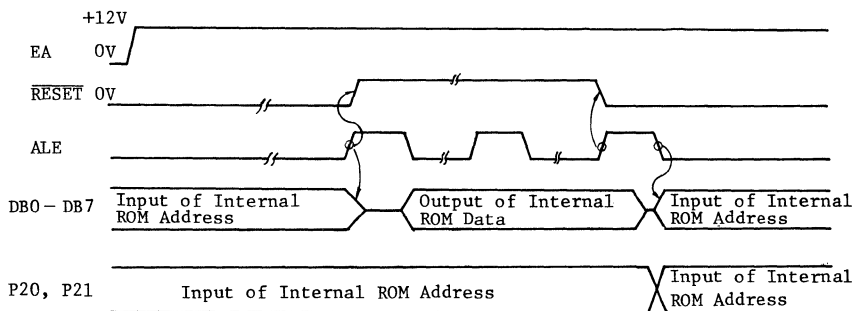 +12V
EA 0V
RESET 0V
ALE
DB0 – DB7 Input of Internal ROM Address Output of Internal ROM Data Input of Internal ROM Address
P20, P21 Input of Internal ROM Address Input of Internal ROM Address